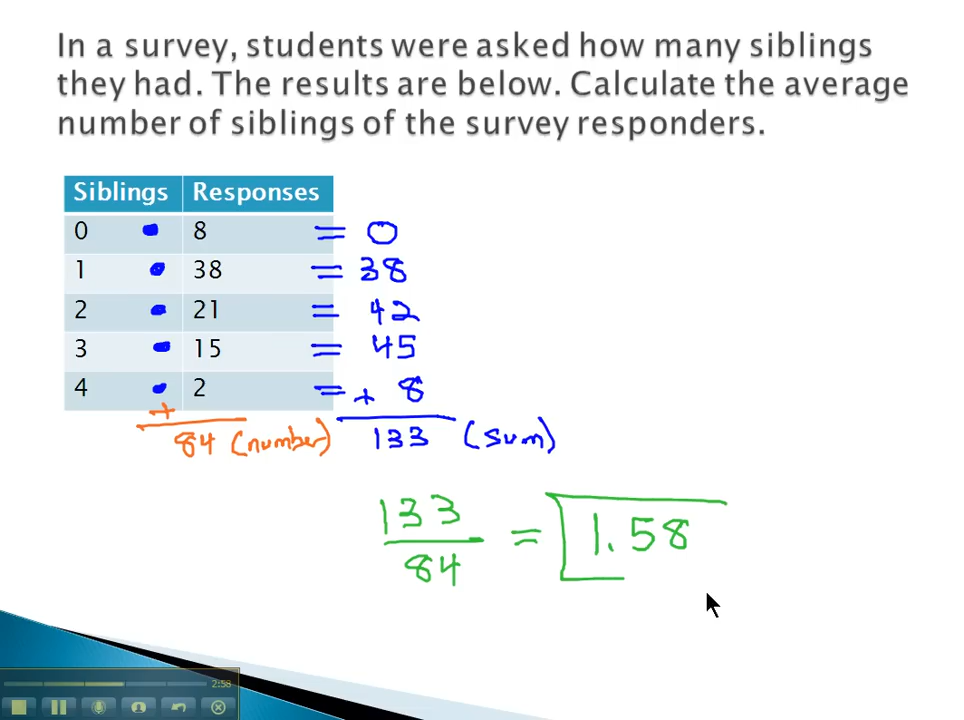 In a survey, students were asked how many siblings
they had. The results are below. Calculate the average
number of siblings of the survey responders.
Siblings Responses
0 • 8 = 0
1 • 38 = 38
2 • 21 = 42
3 • 15 = 45
4 • 2 = + 8
+ 84 (number) 133 (sum)
133
84 = 1.58
2:58